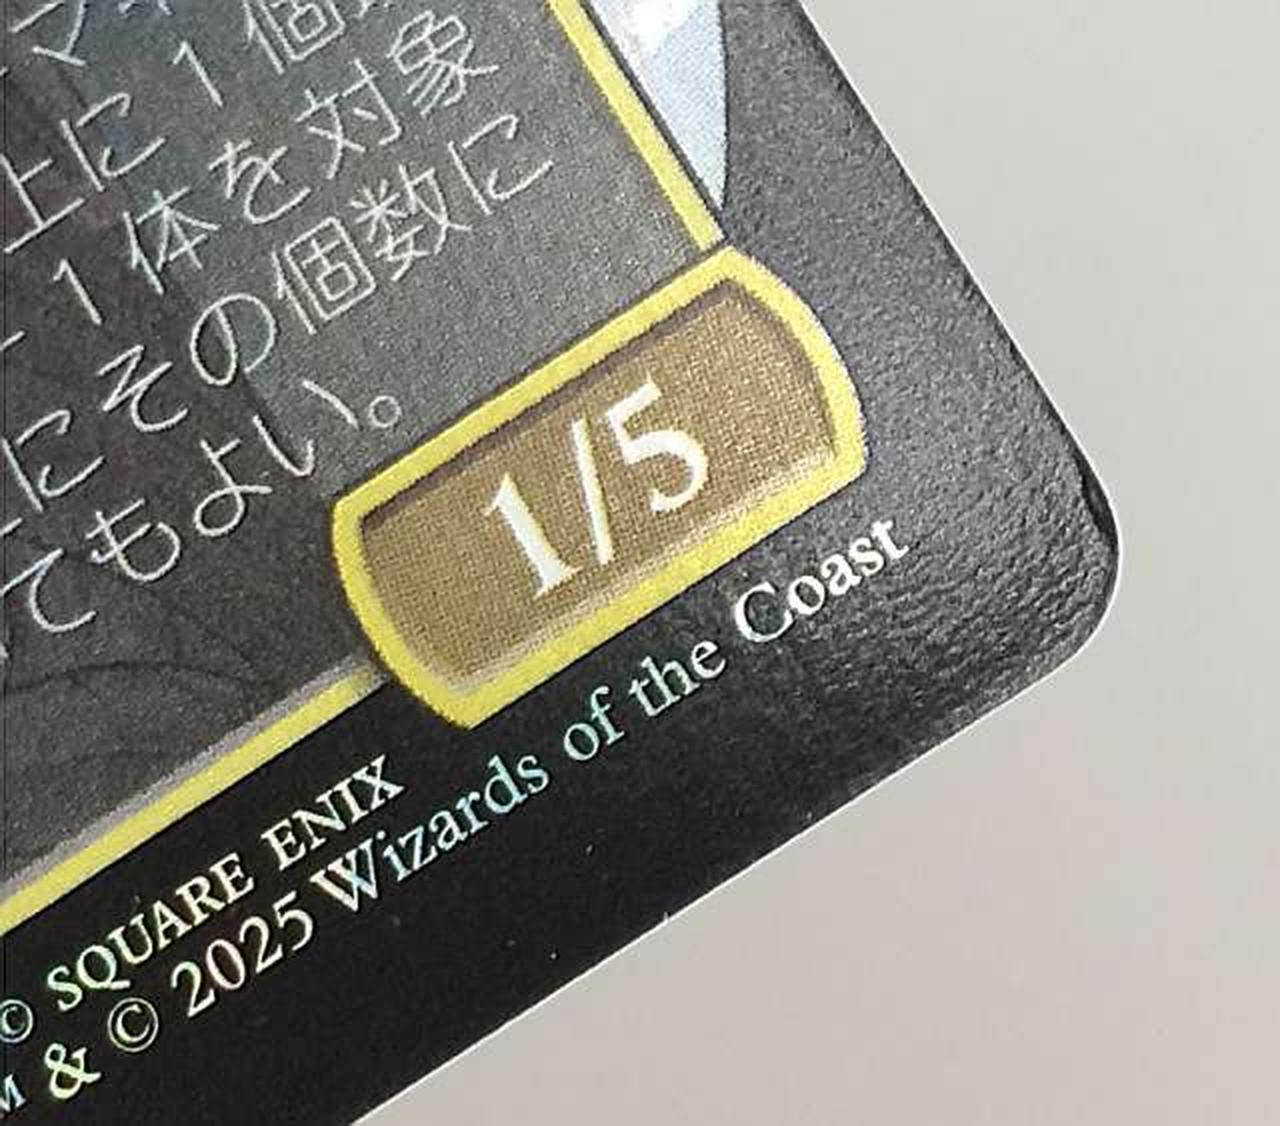 マ
上に1個
1体を対象
にその個数に
てもよい。
1/5
© SQUARE ENIX
& © 2025 Wizards of the Coast